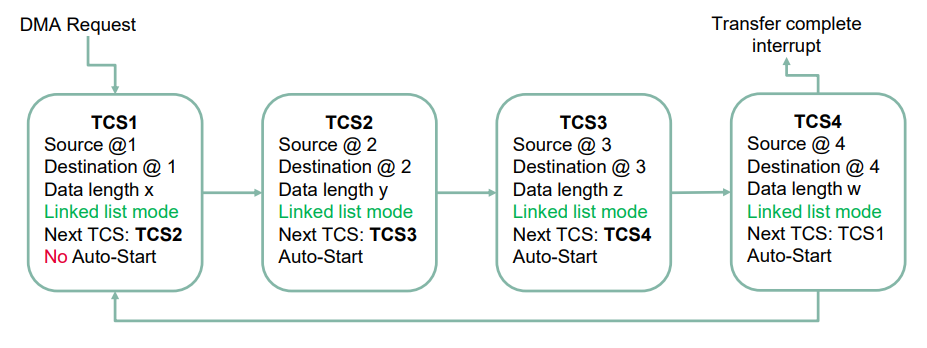 DMA Request
Transfer complete
interrupt
TCS1
Source @1
Destination @ 1
Data length x
Linked list mode
Next TCS: TCS2
No Auto-Start
TCS2
Source @ 2
Destination @ 2
Data length y
Linked list mode
Next TCS: TCS3
Auto-Start
TCS3
Source @ 3
Destination @ 3
Data length z
Linked list mode
Next TCS: TCS4
Auto-Start
TCS4
Source @ 4
Destination @ 4
Data length w
Linked list mode
Next TCS: TCS1
Auto-Start